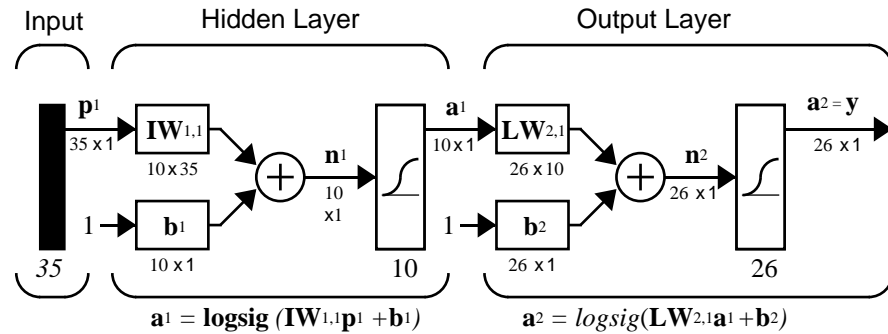 Input Hidden Layer Output Layer
p1 a1 a2 = y
IW1,1 LW2,1
35 x 1 n1 10 x 1 n2 26 x 1
10 x 35 26 x 10
10 26 x 1
x1
1 b1 1 b2
10 x 1 26 x 1
35 10 26
a1 = logsig (IW1,1p1 +b1) a2 = logsig(LW2,1a1 +b2)